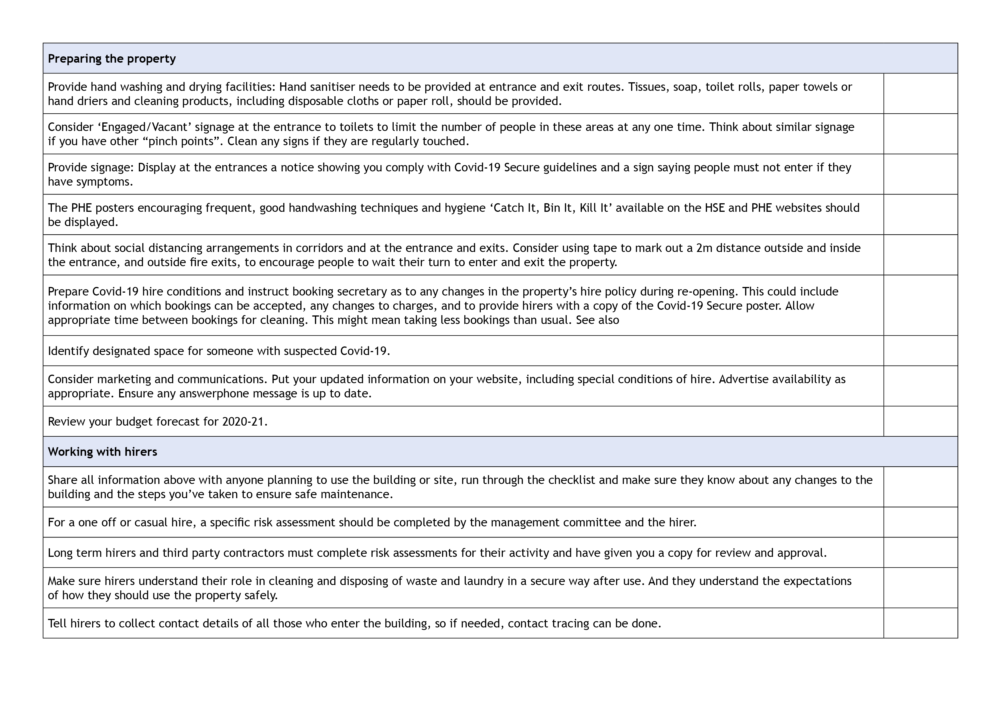 Preparing the property
Provide hand washing and drying facilities: Hand sanitiser needs to be provided at entrance and exit routes. Tissues, soap, toilet rolls, paper towels or
hand driers and cleaning products, including disposable cloths or paper roll, should be provided.
Consider ‘Engaged/Vacant’ signage at the entrance to toilets to limit the number of people in these areas at any one time. Think about similar signage
if you have other “pinch points”. Clean any signs if they are regularly touched.
Provide signage: Display at the entrances a notice showing you comply with Covid-19 Secure guidelines and a sign saying people must not enter if they
have symptoms.
The PHE posters encouraging frequent, good handwashing techniques and hygiene ‘Catch It, Bin It, Kill It’ available on the HSE and PHE websites should
be displayed.
Think about social distancing arrangements in corridors and at the entrance and exits. Consider using tape to mark out a 2m distance outside and inside
the entrance, and outside fire exits, to encourage people to wait their turn to enter and exit the property.
Prepare Covid-19 hire conditions and instruct booking secretary as to any changes in the property’s hire policy during re-opening. This could include
information on which bookings can be accepted, any changes to charges, and to provide hirers with a copy of the Covid-19 Secure poster. Allow
appropriate time between bookings for cleaning. This might mean taking less bookings than usual. See also
Identify designated space for someone with suspected Covid-19.
Consider marketing and communications. Put your updated information on your website, including special conditions of hire. Advertise availability as
appropriate. Ensure any answerphone message is up to date.
Review your budget forecast for 2020-21.
Working with hirers
Share all information above with anyone planning to use the building or site, run through the checklist and make sure they know about any changes to the
building and the steps you’ve taken to ensure safe maintenance.
For a one off or casual hire, a specific risk assessment should be completed by the management committee and the hirer.
Long term hirers and third party contractors must complete risk assessments for their activity and have given you a copy for review and approval.
Make sure hirers understand their role in cleaning and disposing of waste and laundry in a secure way after use. And they understand the expectations
of how they should use the property safely.
Tell hirers to collect contact details of all those who enter the building, so if needed, contact tracing can be done.